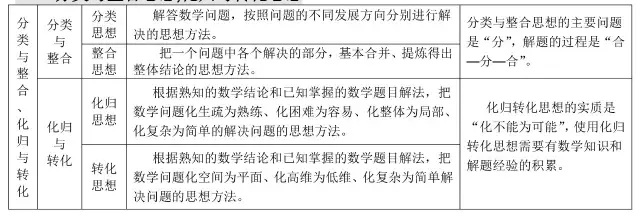 分类与整合、化归与转化
分类
与
整合
分类
思想
解答数学问题，按照问题的不同发展方向分别进行解
决的思想方法。
整合
思想
把一个问题中各个解决的部分，基本合并、提炼得出
整体结论的思想方法。
分类与整合思想的主要问题
是“分”，解题的过程是“合
—分—合”。
化归
与
转化
化归
思想
根据熟知的数学结论和已知掌握的数学题目解法，把
数学问题化生疏为熟练、化困难为容易、化整体为局部、
化复杂为简单的解决问题的思想方法。
转化
思想
根据熟知的数学结论和已知掌握的数学题目解法，把
数学问题化空间为平面、化高维为低维、化复杂为简单解
决问题的思想方法。
化归转化思想的实质是
“化不能为可能”，使用化归
转化思想需要有数学知识和
解题经验的积累。